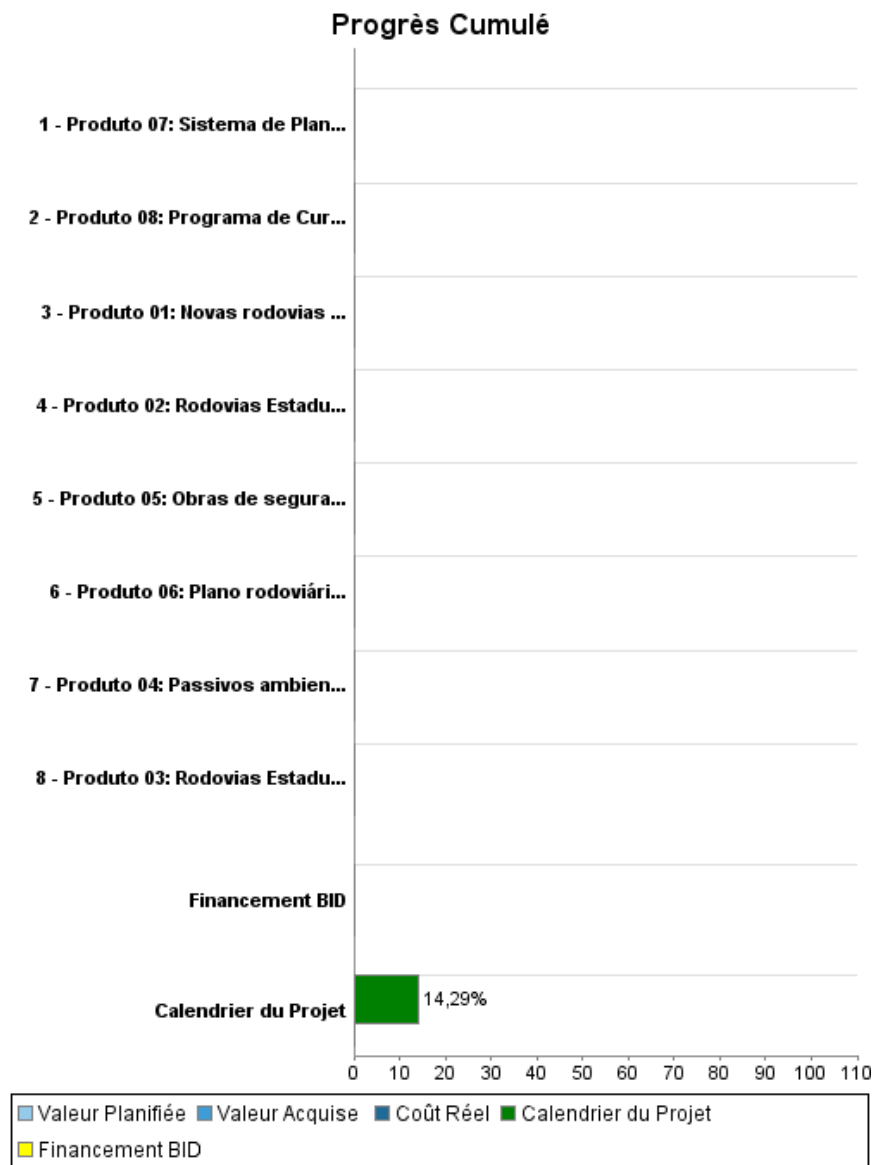 Progrès Cumulé
1 - Produto 07: Sistema de Plan...
2 - Produto 08: Programa de Cur...
3 - Produto 01: Novas rodovias ...
4 - Produto 02: Rodovias Estadu...
5 - Produto 05: Obras de segura...
6 - Produto 06: Plano rodoviári...
7 - Produto 04: Passivos ambien...
8 - Produto 03: Rodovias Estadu...
Financement BID
Calendrier du Projet 14,29%
0 10 20 30 40 50 60 70 80 90 100 110
Valeur Planifiée Valeur Acquise Coût Réel Calendrier du Projet
Financement BID